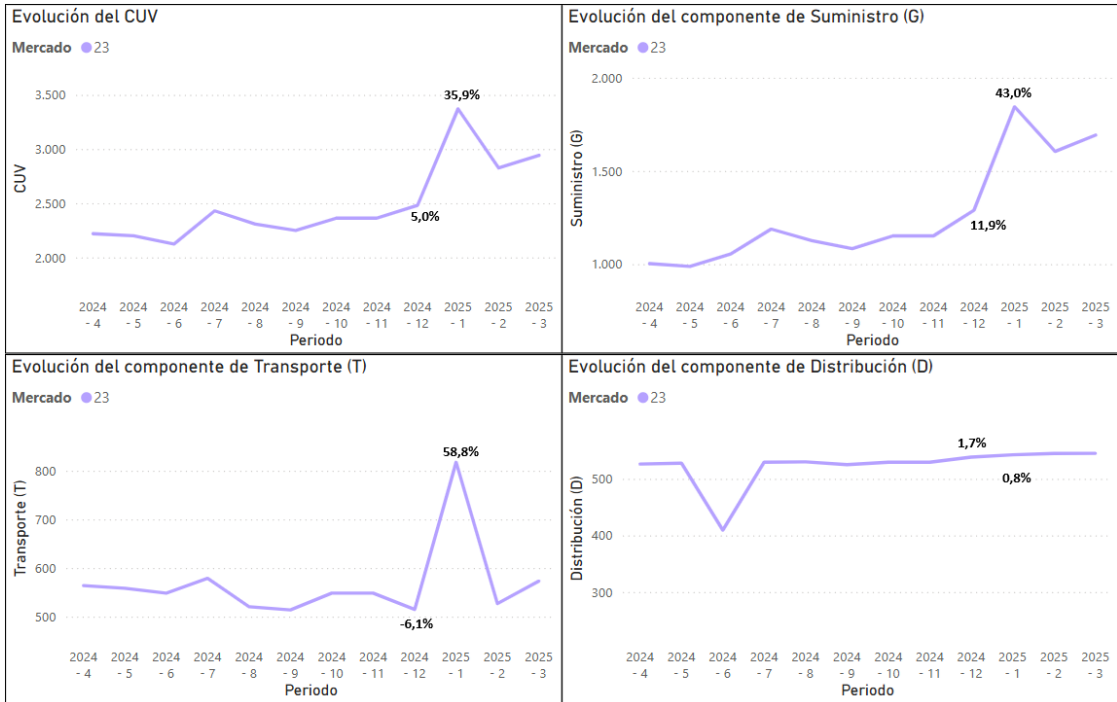 Evolución del CUV
Mercado 23
3.500
3.000
2.500
2.000
CUV
35,9%
5,0%
2024 2024 2024 2024 2024 2024 2024 2024 2024 2025 2025 2025
- 4 - 5 - 6 - 7 - 8 - 9 - 10 - 11 - 12 - 1 - 2 - 3
Periodo
Evolución del componente de Suministro (G)
Mercado 23
2.000
1.500
1.000
Suministro (G)
43,0%
11,9%
2024 2024 2024 2024 2024 2024 2024 2024 2024 2025 2025 2025
- 4 - 5 - 6 - 7 - 8 - 9 - 10 - 11 - 12 - 1 - 2 - 3
Periodo
Evolución del componente de Transporte (T)
Mercado 23
800
700
600
500
Transporte (T)
58,8%
-6,1%
2024 2024 2024 2024 2024 2024 2024 2024 2024 2025 2025 2025
- 4 - 5 - 6 - 7 - 8 - 9 - 10 - 11 - 12 - 1 - 2 - 3
Periodo
Evolución del componente de Distribución (D)
Mercado 23
500
400
300
Distribución (D)
1,7%
0,8%
2024 2024 2024 2024 2024 2024 2024 2024 2024 2025 2025 2025
- 4 - 5 - 6 - 7 - 8 - 9 - 10 - 11 - 12 - 1 - 2 - 3
Periodo